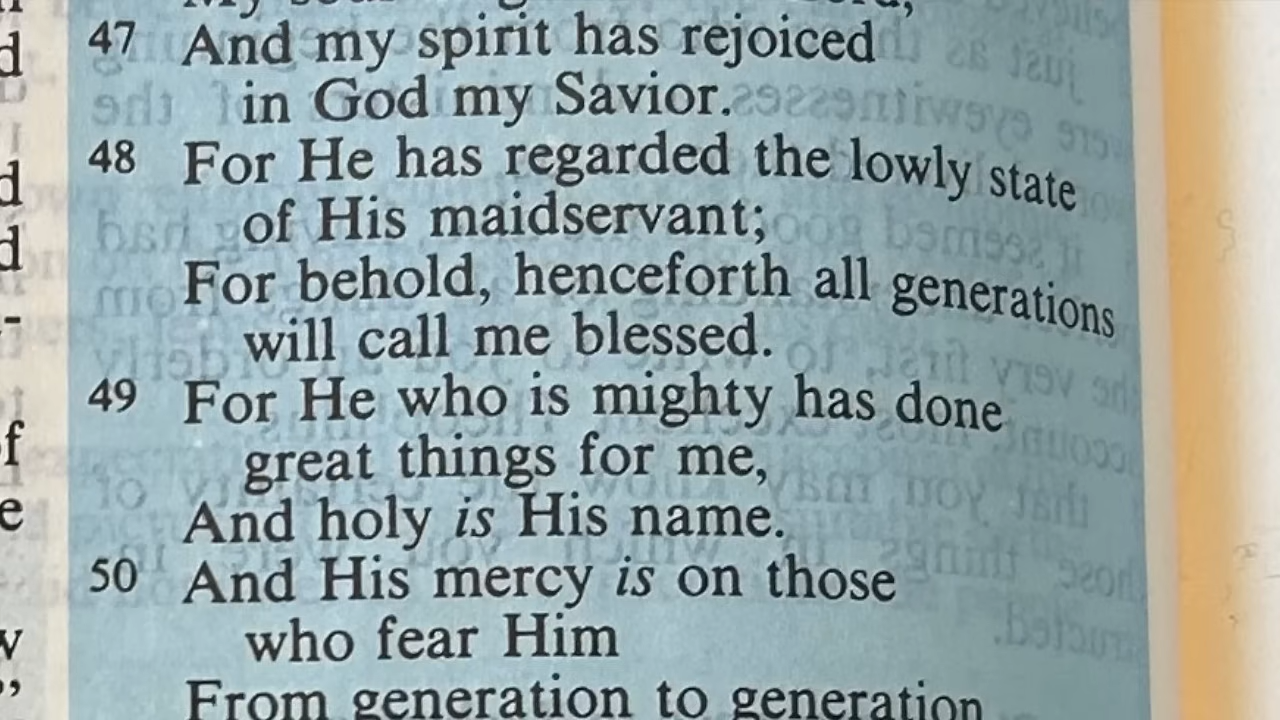 My soul
47 And my spirit has rejoiced
in God my Savior.
48 For He has regarded the lowly state
of His maidservant;
For behold, henceforth all generations
will call me blessed.
49 For He who is mighty has done
great things for me,
And holy is His name.
50 And His mercy is on those
who fear Him
From generation to generation